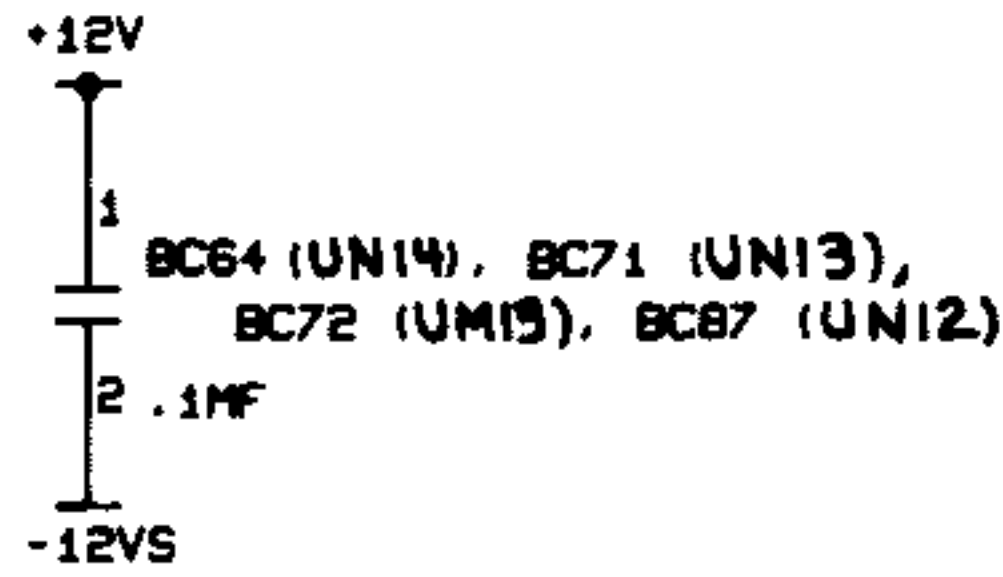 +12V
1
BC64 (UN14), BC71 (UN13),
BC72 (UM13), BC87 (UN12)
2 .1MF
-12VS